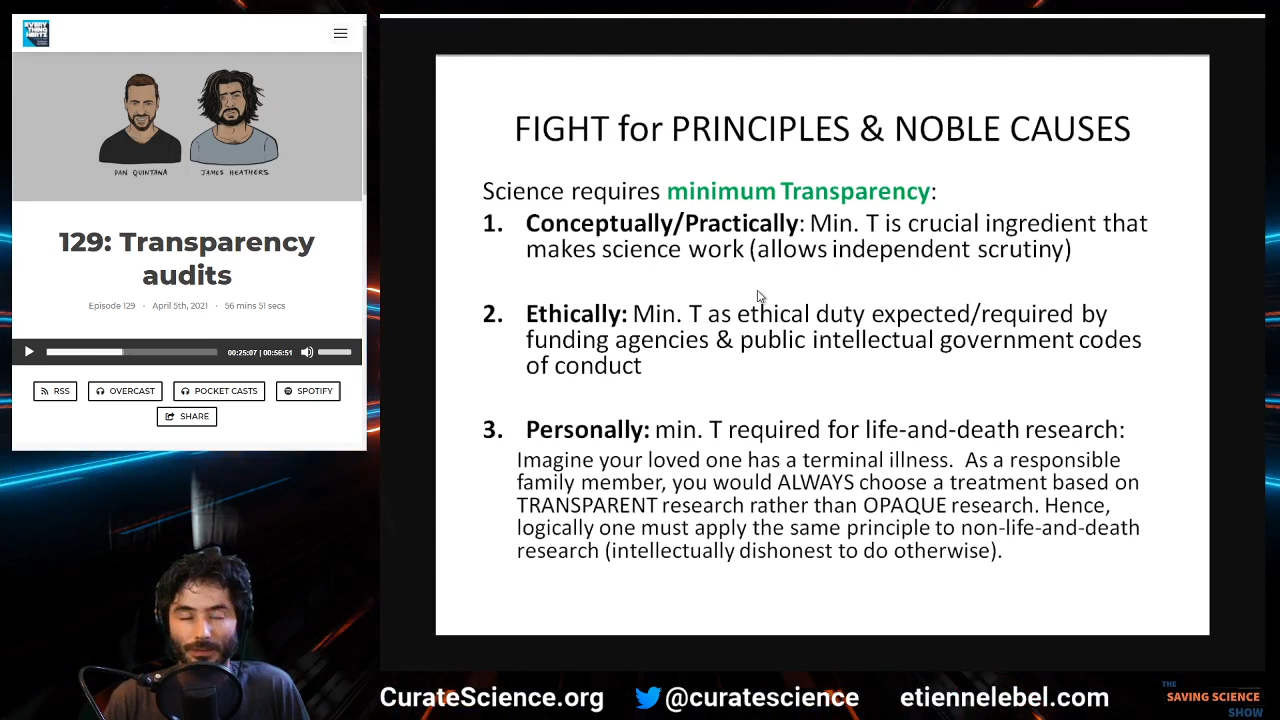 EVERY
THING
HERTZ
DAN QUINTANA
JAMES HEATHERS
129: Transparency
audits
Episode 129 · April 5th, 2021 · 56 mins 51 secs
00:25:07 | 00:56:51
RSS
OVERCAST
POCKET CASTS
SPOTIFY
SHARE
FIGHT for PRINCIPLES & NOBLE CAUSES
Science requires minimum Transparency:
1. Conceptually/Practically: Min. T is crucial ingredient that
makes science work (allows independent scrutiny)
2. Ethically: Min. T as ethical duty expected/required by
funding agencies & public intellectual government codes
of conduct
3. Personally: min. T required for life-and-death research:
Imagine your loved one has a terminal illness. As a responsible
family member, you would ALWAYS choose a treatment based on
TRANSPARENT research rather than OPAQUE research. Hence,
logically one must apply the same principle to non-life-and-death
research (intellectually dishonest to do otherwise).
CurateScience.org
@curatescience
etiennelebel.com
THE
SAVING SCIENCE
SHOW